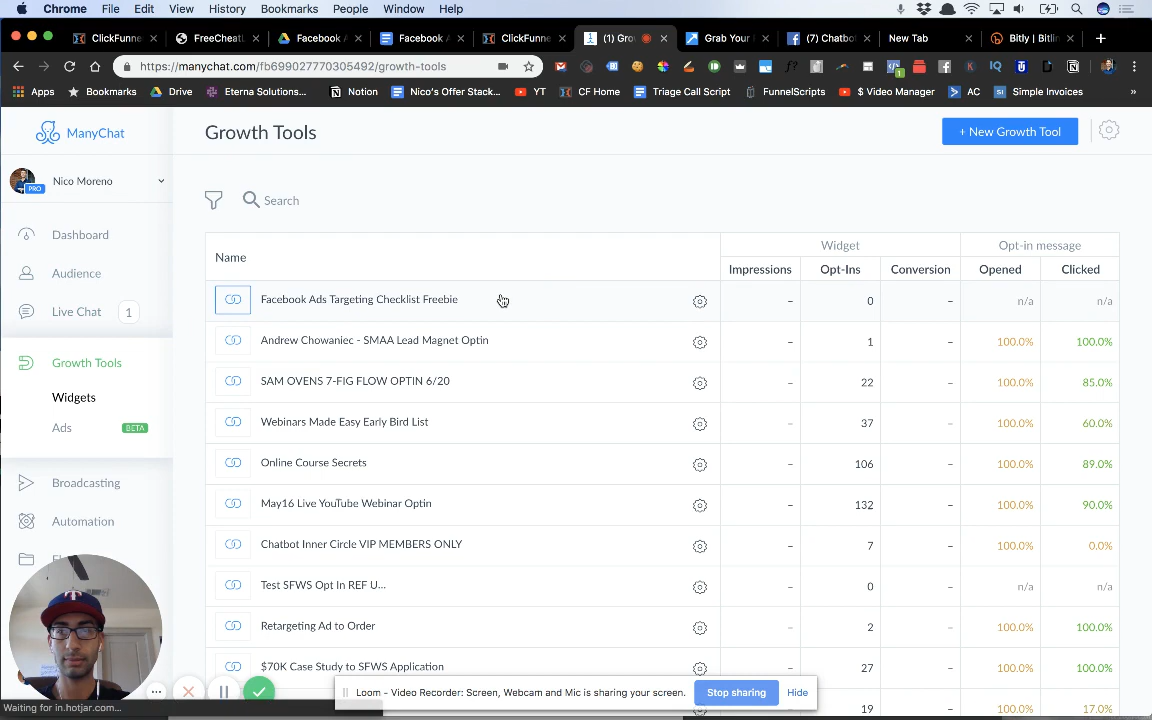 Chrome File Edit View History Bookmarks People Window Help
ClickFunne FreeCheatL Facebook A Facebook A ClickFunne (1) Gro Grab Your (7) Chatbo New Tab Bitly | Bitlin
https://manychat.com/fb699027770305492/growth-tools
Apps Bookmarks Drive Eterna Solutions... Notion Nico's Offer Stack... YT CF Home Triage Call Script FunnelScripts $ Video Manager AC Simple Invoices »
ManyChat
Growth Tools
+ New Growth Tool
PRO Nico Moreno
Search
Dashboard
Audience
Live Chat 1
Growth Tools
Widgets
Ads BETA
Broadcasting
Automation
Widget Opt-in message
Name Impressions Opt-Ins Conversion Opened Clicked
Facebook Ads Targeting Checklist Freebie – 0 – n/a n/a
Andrew Chowaniec - SMAA Lead Magnet Optin – 1 – 100.0% 100.0%
SAM OVENS 7-FIG FLOW OPTIN 6/20 – 22 – 100.0% 85.0%
Webinars Made Easy Early Bird List – 37 – 100.0% 60.0%
Online Course Secrets – 106 – 100.0% 89.0%
May16 Live YouTube Webinar Optin – 132 – 100.0% 90.0%
Chatbot Inner Circle VIP MEMBERS ONLY – 7 – 100.0% 0.0%
Test SFWS Opt In REF U... – 0 – n/a n/a
Retargeting Ad to Order – 2 – 100.0% 100.0%
$70K Case Study to SFWS Application – 27 – 100.0% 100.0%
– 19 – 100.0% 17.0%
Loom - Video Recorder: Screen, Webcam and Mic is sharing your screen. Stop sharing Hide
Waiting for in.hotjar.com...